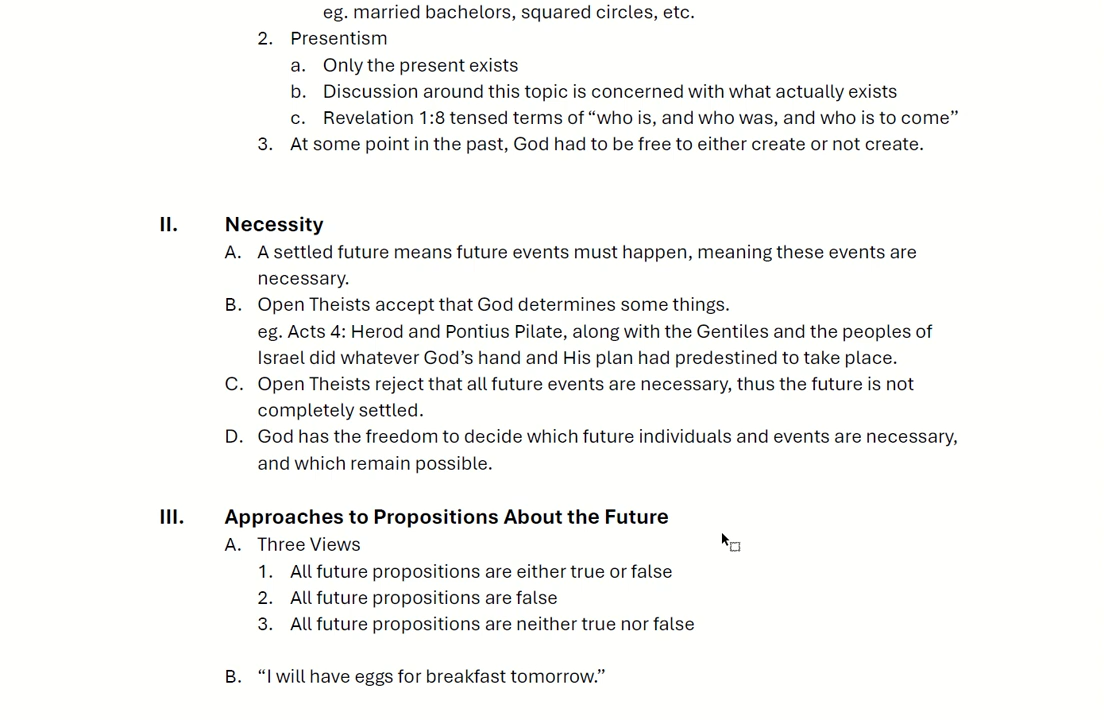 eg. married bachelors, squared circles, etc.
2. Presentism
a. Only the present exists
b. Discussion around this topic is concerned with what actually exists
c. Revelation 1:8 tensed terms of “who is, and who was, and who is to come”
3. At some point in the past, God had to be free to either create or not create.
II. Necessity
A. A settled future means future events must happen, meaning these events are
necessary.
B. Open Theists accept that God determines some things.
eg. Acts 4: Herod and Pontius Pilate, along with the Gentiles and the peoples of
Israel did whatever God’s hand and His plan had predestined to take place.
C. Open Theists reject that all future events are necessary, thus the future is not
completely settled.
D. God has the freedom to decide which future individuals and events are necessary,
and which remain possible.
III. Approaches to Propositions About the Future
A. Three Views
1. All future propositions are either true or false
2. All future propositions are false
3. All future propositions are neither true nor false
B. “I will have eggs for breakfast tomorrow.”